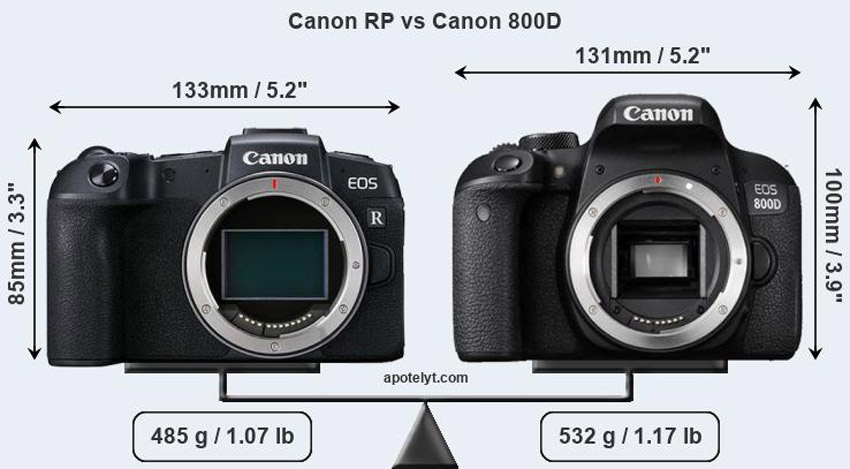 Canon RP vs Canon 800D
133mm / 5.2"
131mm / 5.2"
85mm / 3.3"
Canon
EOS
R
Canon
EOS
800D
100mm / 3.9"
apotelyt.com
485 g / 1.07 lb
532 g / 1.17 lb